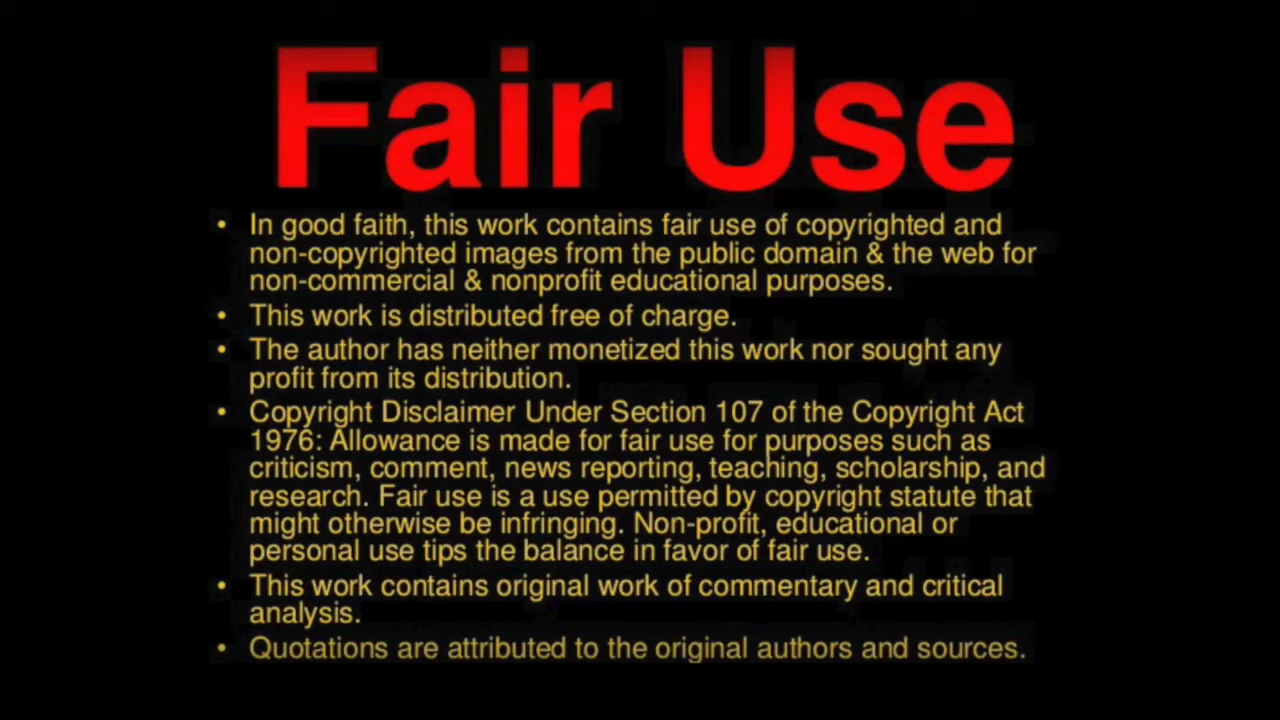 Fair Use
• In good faith, this work contains fair use of copyrighted and
non-copyrighted images from the public domain & the web for
non-commercial & nonprofit educational purposes.
• This work is distributed free of charge.
• The author has neither monetized this work nor sought any
profit from its distribution.
• Copyright Disclaimer Under Section 107 of the Copyright Act
1976: Allowance is made for fair use for purposes such as
criticism, comment, news reporting, teaching, scholarship, and
research. Fair use is a use permitted by copyright statute that
might otherwise be infringing. Non-profit, educational or
personal use tips the balance in favor of fair use.
• This work contains original work of commentary and critical
analysis.
• Quotations are attributed to the original authors and sources.